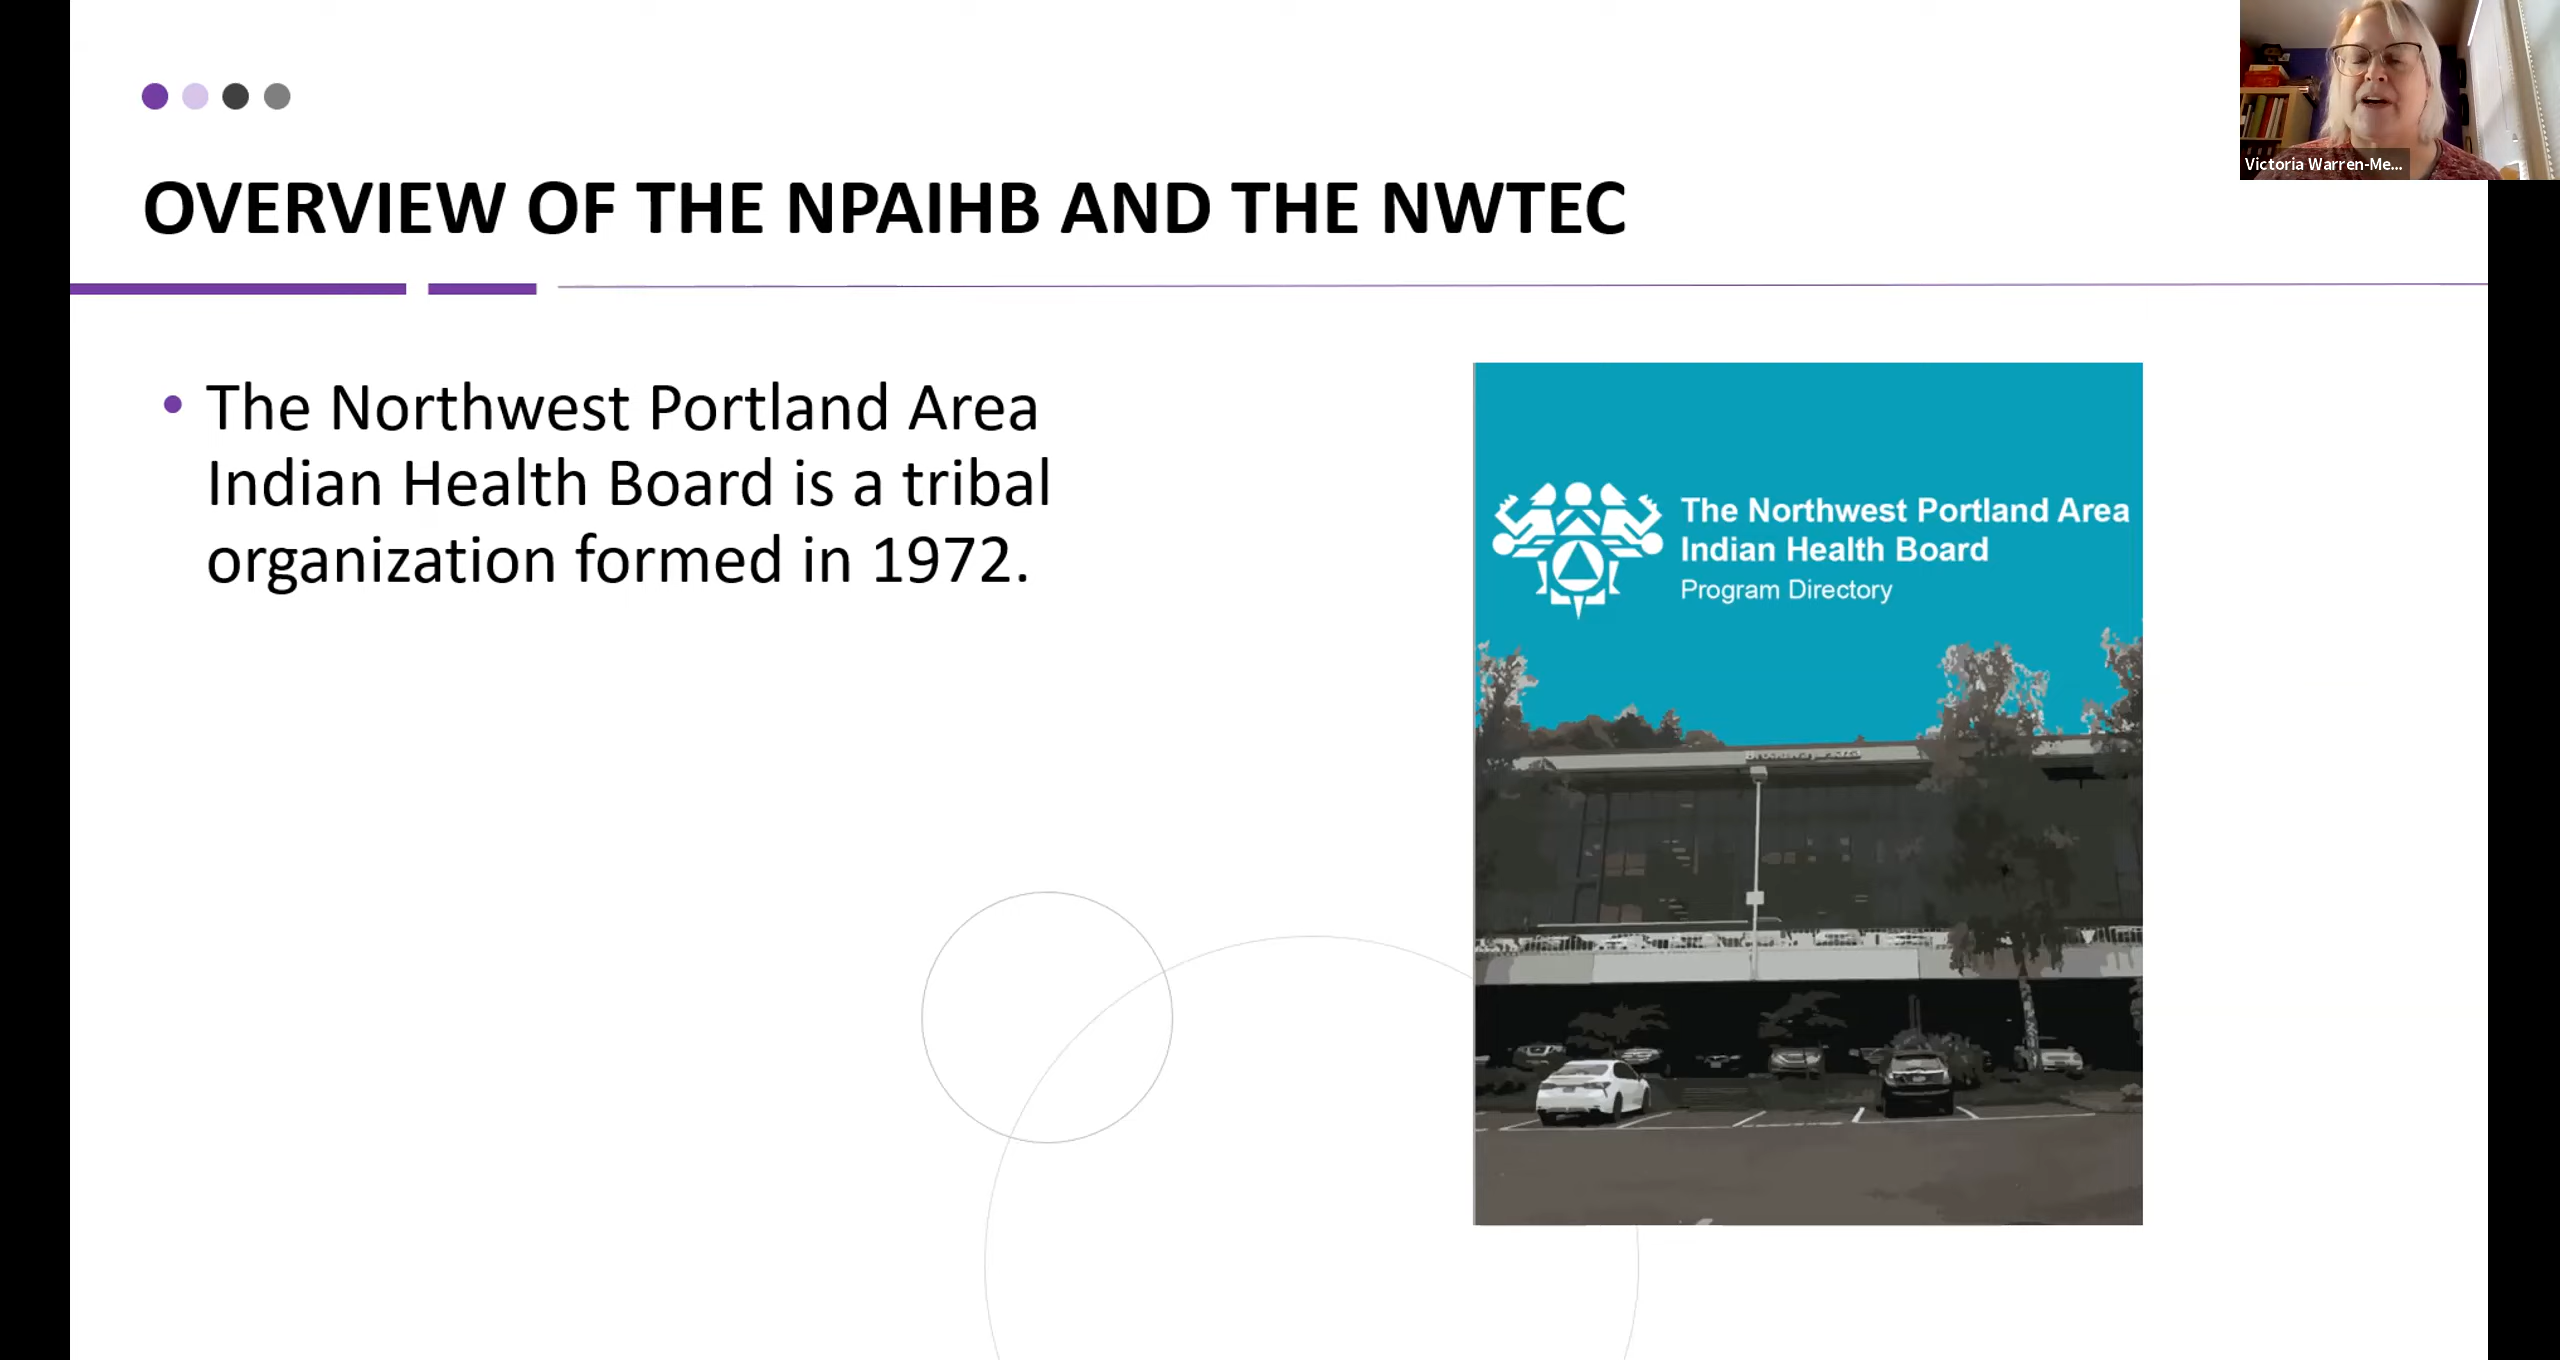 OVERVIEW OF THE NPAIHB AND THE NWTEC
• The Northwest Portland Area
Indian Health Board is a tribal
organization formed in 1972.
The Northwest Portland Area
Indian Health Board
Program Directory
Victoria Warren-Me...